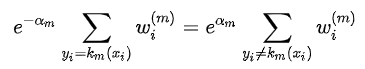 $e^{-\alpha_m} \sum_{y_i = k_m(x_i)} w_i^{(m)} = e^{\alpha_m} \sum_{y_i \neq k_m(x_i)} w_i^{(m)}$